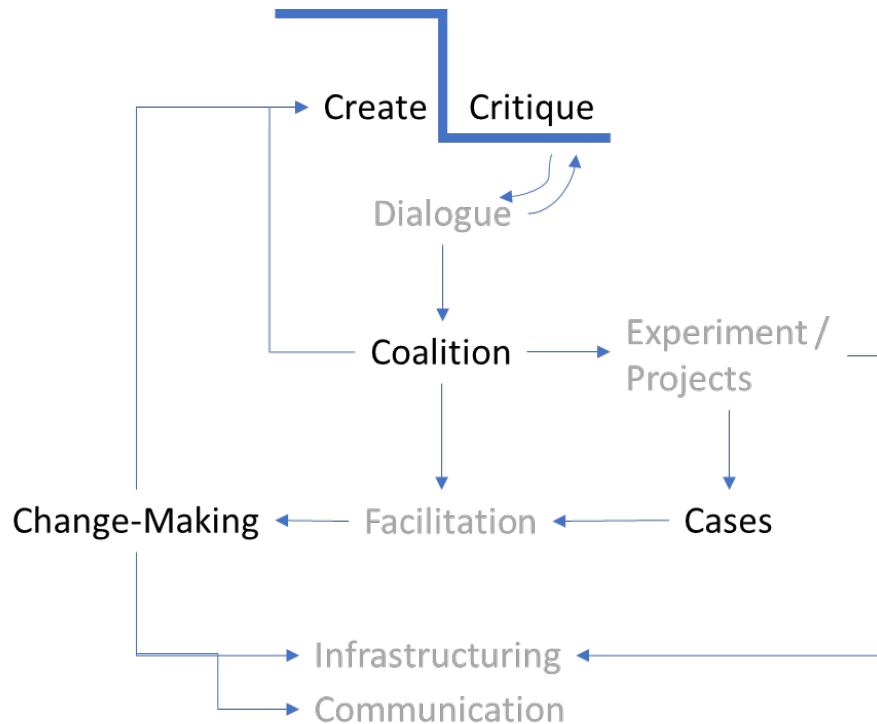 Create Critique
Dialogue
Coalition
Experiment /
Projects
Change-Making
Facilitation
Cases
Infrastructuring
Communication